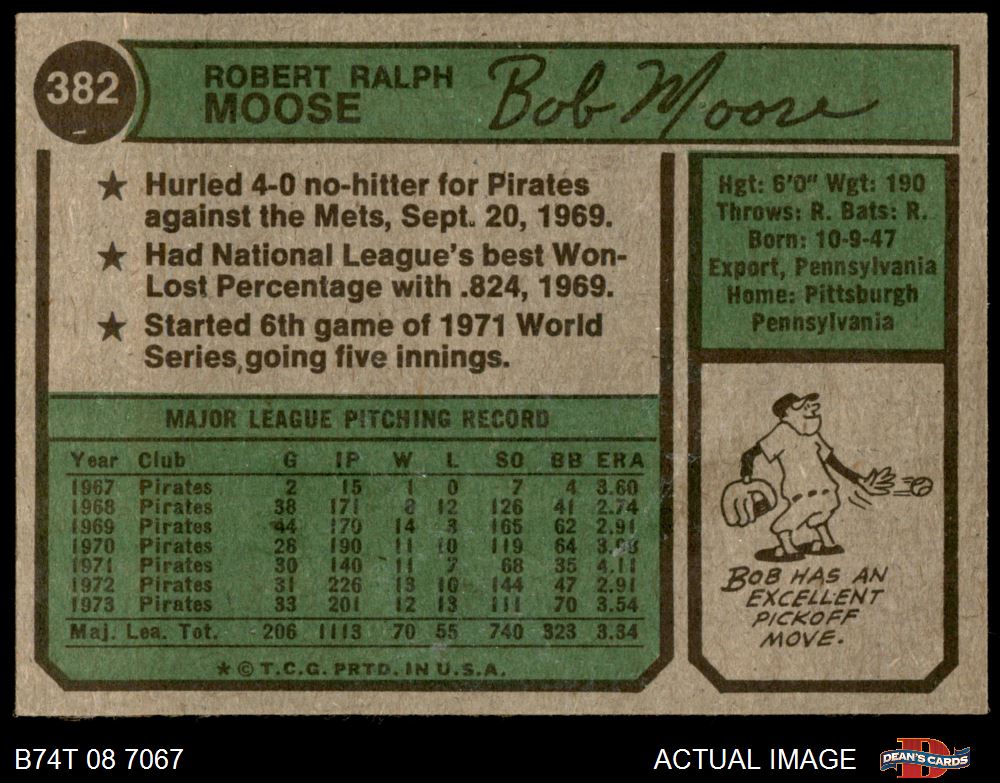 382
ROBERT RALPH
MOOSE
Bob Moose
★ Hurled 4-0 no-hitter for Pirates
against the Mets, Sept. 20, 1969.
★ Had National League's best Won-
Lost Percentage with .824, 1969.
★ Started 6th game of 1971 World
Series, going five innings.
MAJOR LEAGUE PITCHING RECORD
Year Club G IP W L SO BB ERA
1967 Pirates 2 15 1 0 7 4 3.60
1968 Pirates 38 171 8 12 126 41 2.74
1969 Pirates 44 170 14 3 165 62 2.91
1970 Pirates 28 190 11 10 119 64 3.98
1971 Pirates 30 140 11 7 68 35 4.11
1972 Pirates 31 226 13 10 144 47 2.91
1973 Pirates 33 201 12 13 111 70 3.54
Maj. Lea. Tot. 206 1113 70 55 740 323 3.34
★ © T.C.G. PRTD. IN U.S.A.
Hgt: 6'0" Wgt: 190
Throws: R. Bats: R.
Born: 10-9-47
Export, Pennsylvania
Home: Pittsburgh
Pennsylvania
BOB HAS AN
EXCELLENT
PICKOFF
MOVE.
B74T 08 7067
ACTUAL IMAGE
D
DEAN'S CARDS